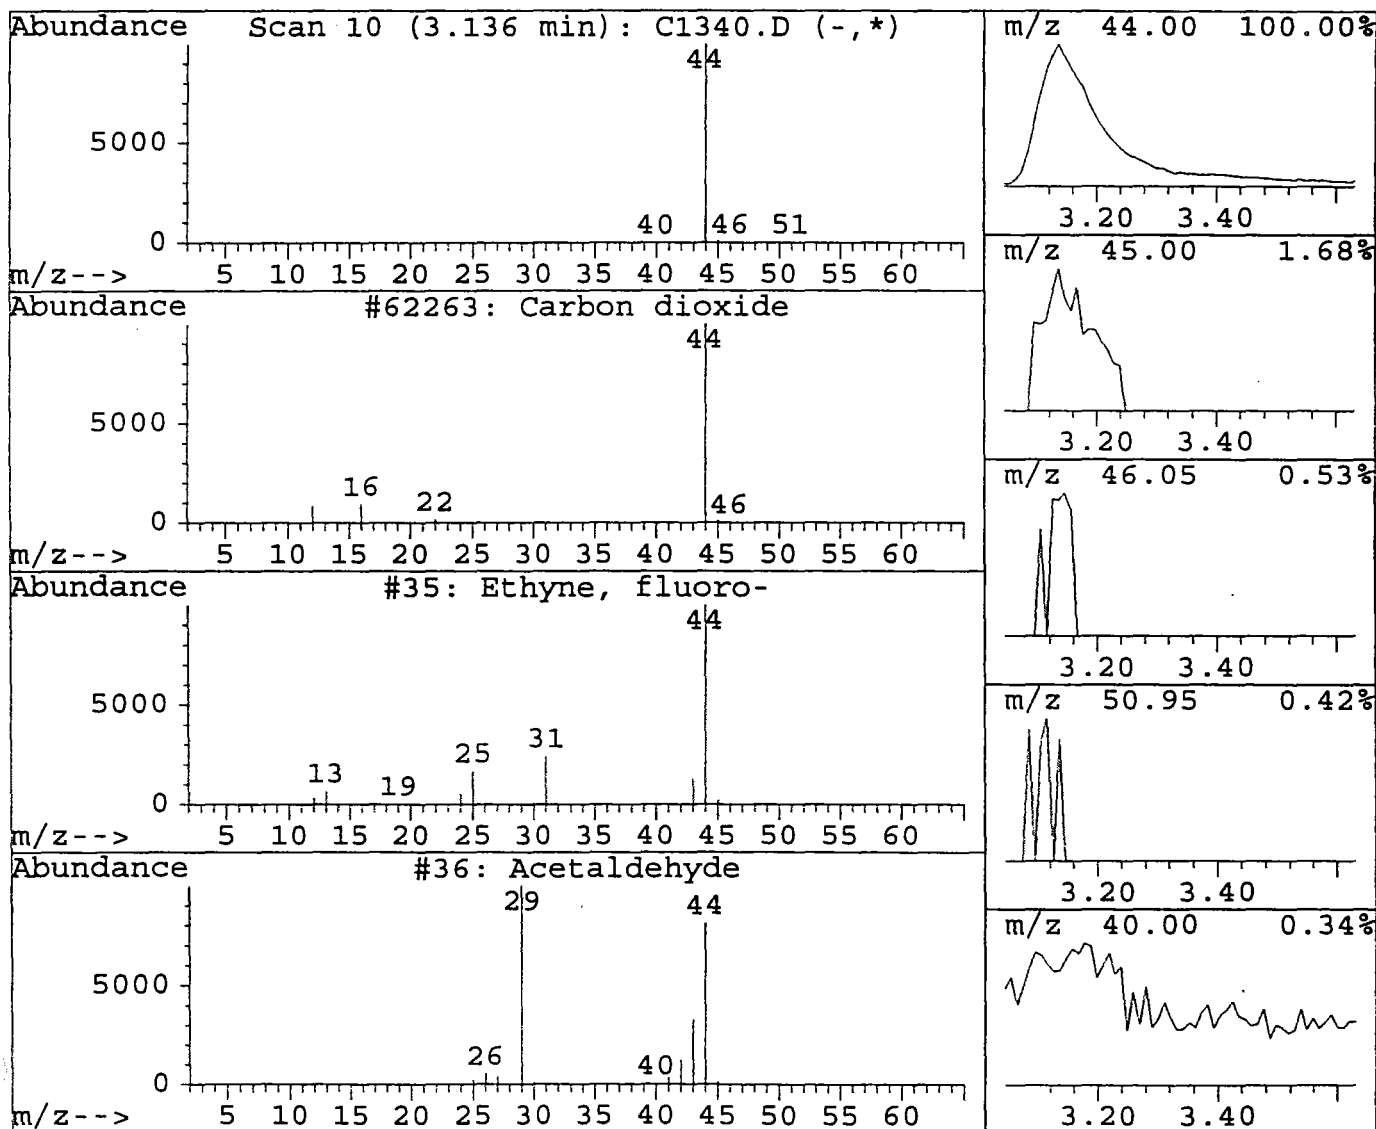 Abundance Scan 10 (3.136 min): C1340.D (-,*)
44
5000
40 46 51
0
5 10 15 20 25 30 35 40 45 50 55 60
m/z-->
Abundance #62263: Carbon dioxide
44
5000
16 22 46
0
5 10 15 20 25 30 35 40 45 50 55 60
m/z-->
Abundance #35: Ethyne, fluoro-
44
5000
13 19 25 31
0
5 10 15 20 25 30 35 40 45 50 55 60
m/z-->
Abundance #36: Acetaldehyde
29 44
5000
26 40
0
5 10 15 20 25 30 35 40 45 50 55 60
m/z-->
m/z 44.00 100.00%
3.20 3.40
m/z 45.00 1.68%
3.20 3.40
m/z 46.05 0.53%
3.20 3.40
m/z 50.95 0.42%
3.20 3.40
m/z 40.00 0.34%
3.20 3.40